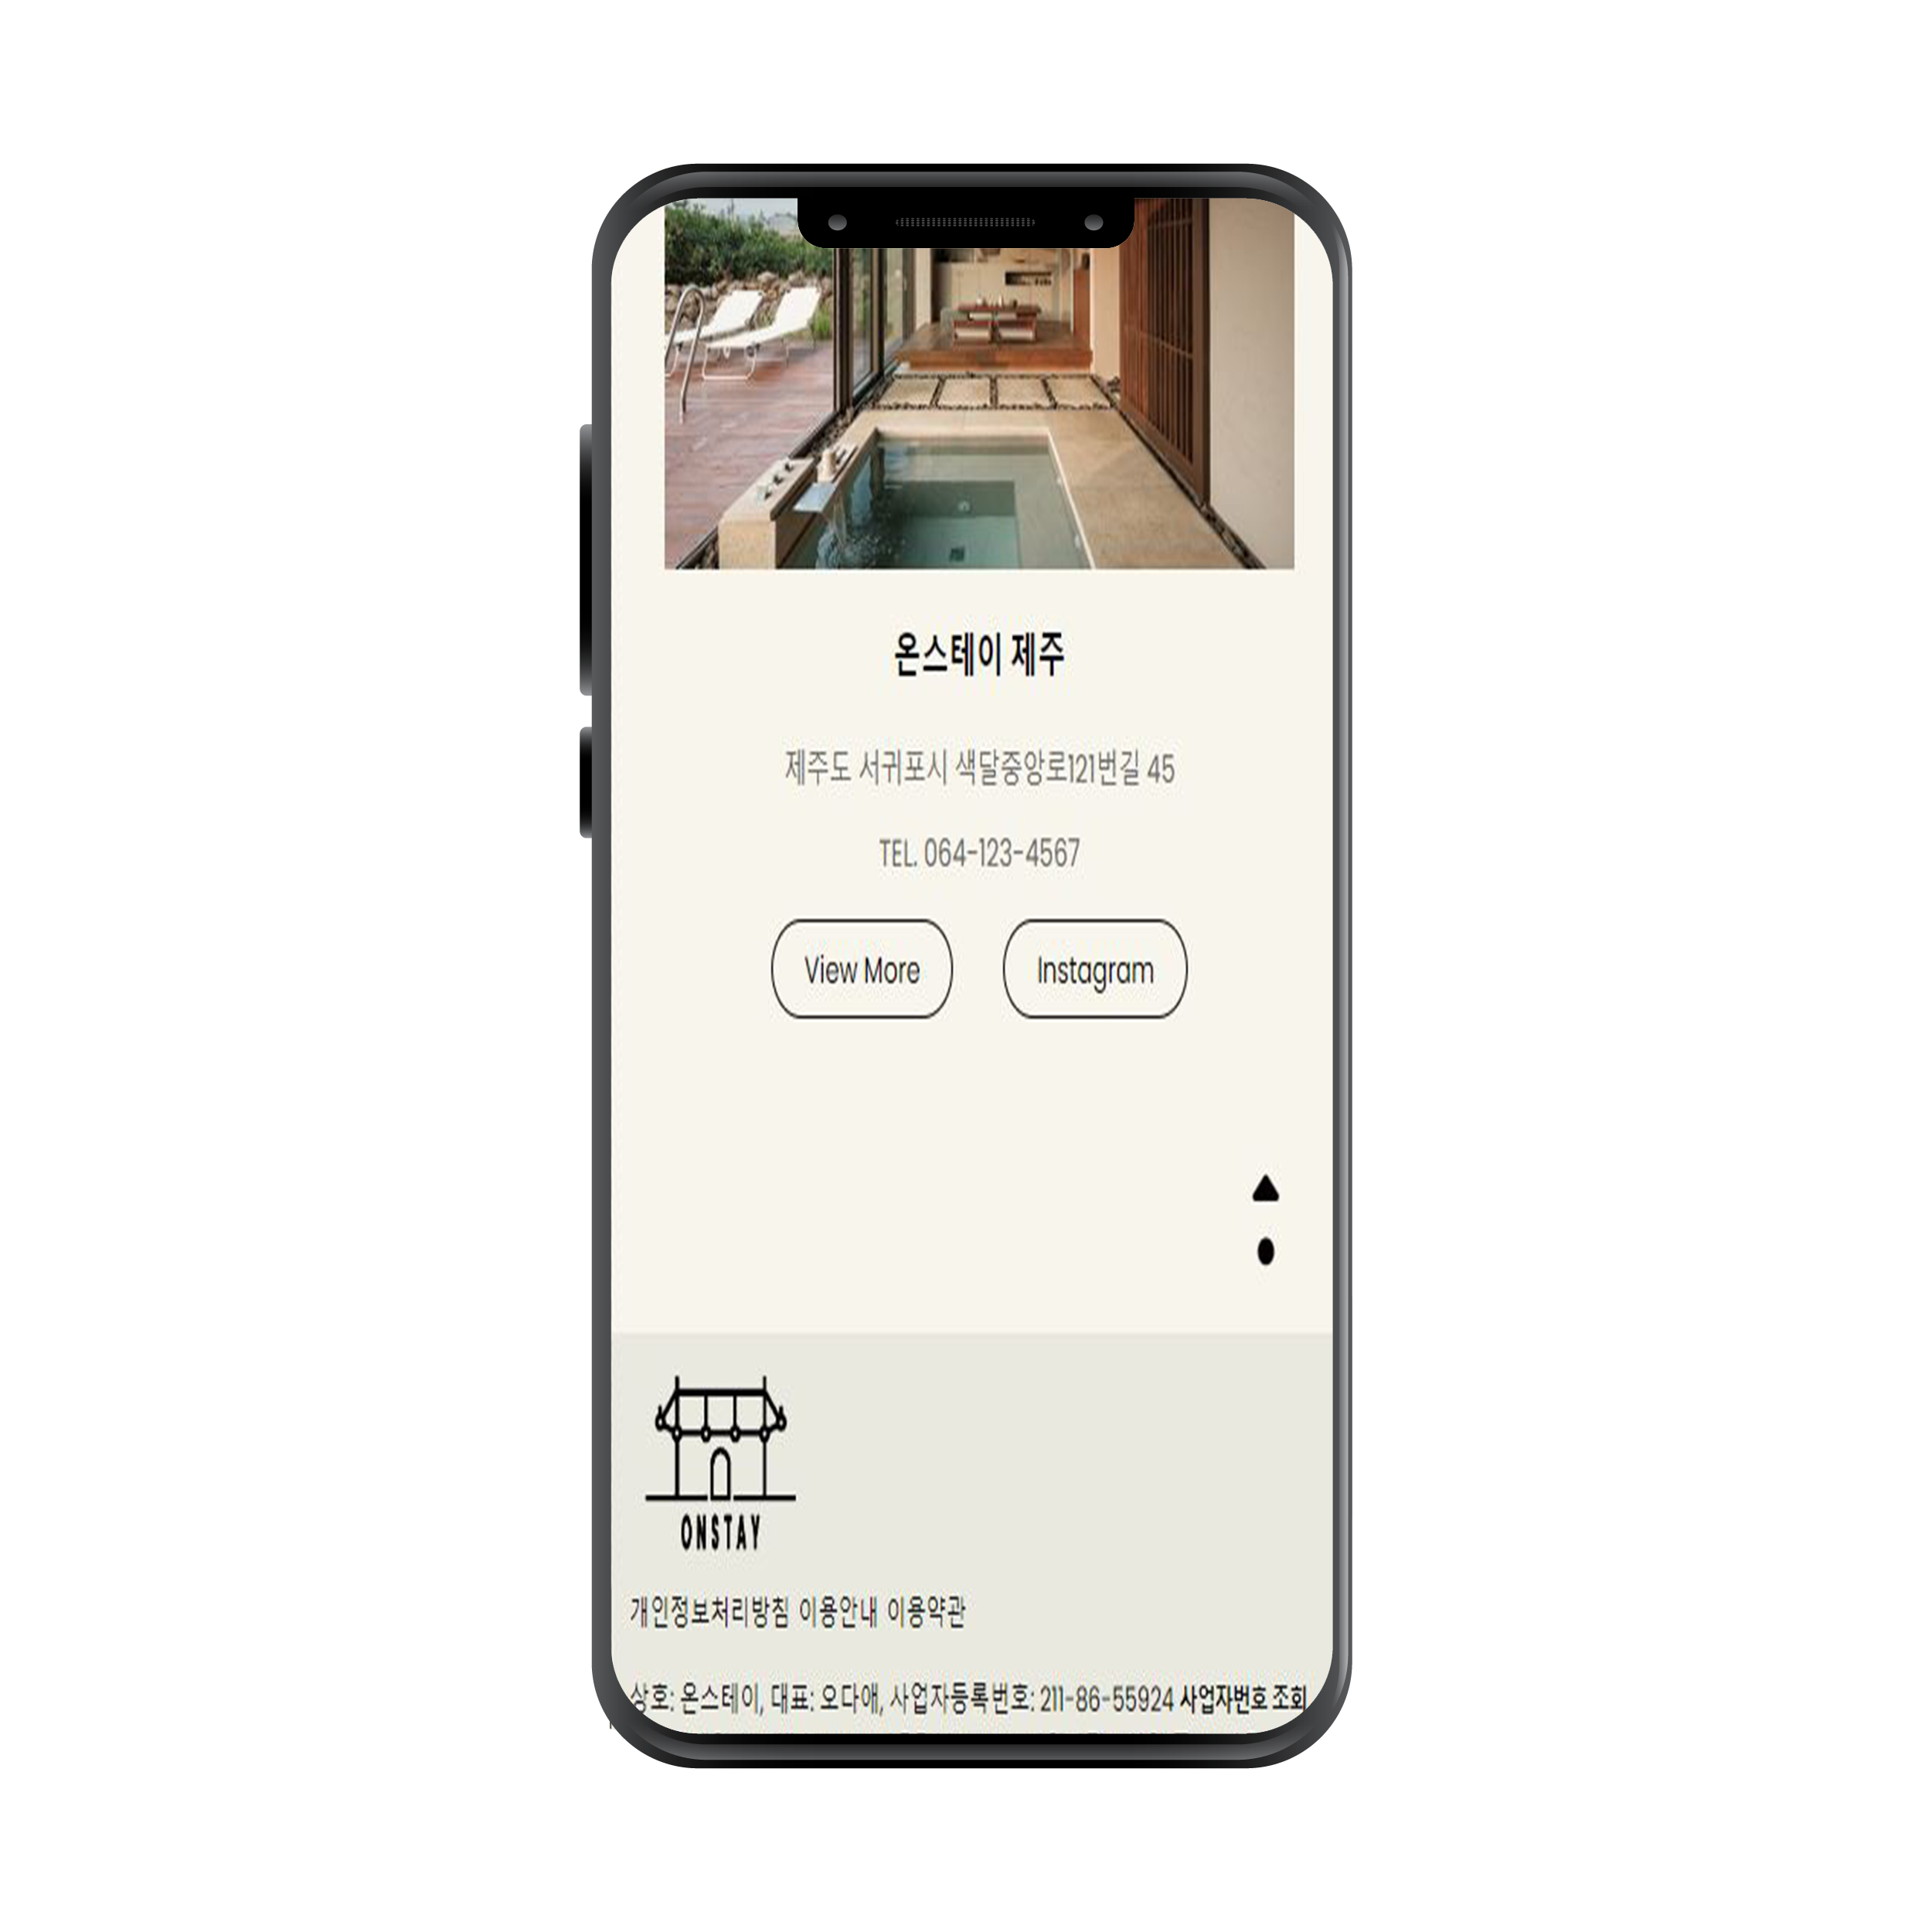 온스테이 제주
제주도 서귀포시 색달중앙로121번길 45
TEL. 064-123-4567
View More
Instagram
ONSTAY
개인정보처리방침 이용안내 이용약관
상호: 온스테이, 대표: 오다애, 사업자등록번호: 211-86-55924 사업자번호 조회